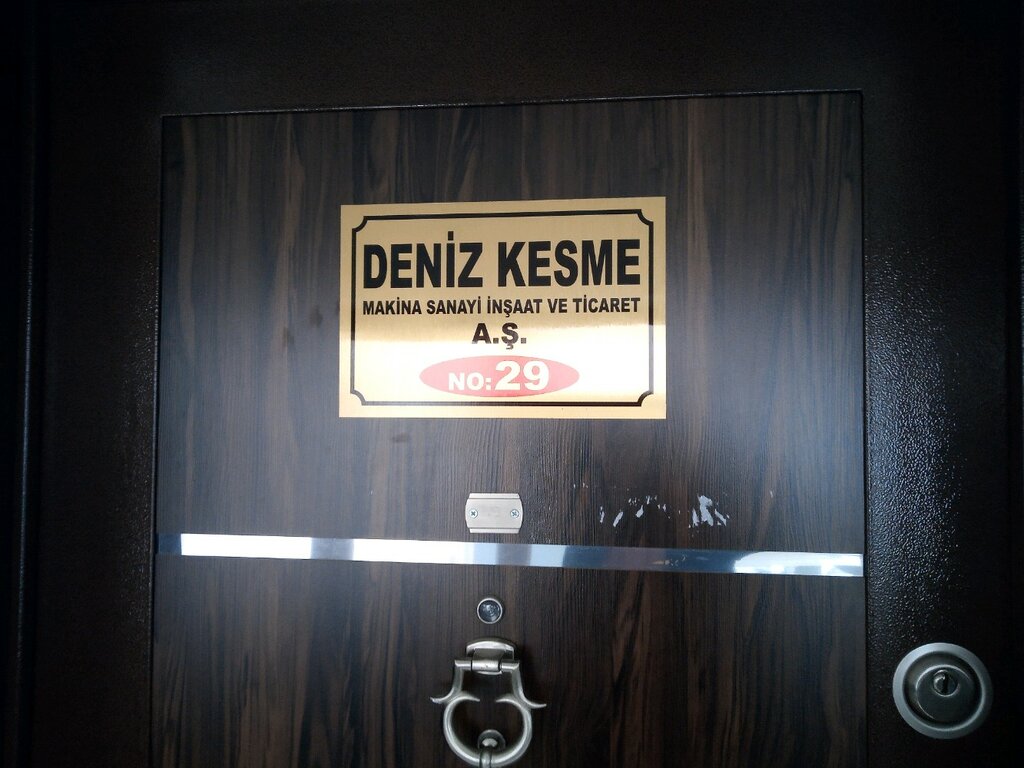 DENİZ KESME
MAKİNA SANAYİ İNŞAAT VE TİCARET
A.Ş.
NO: 29